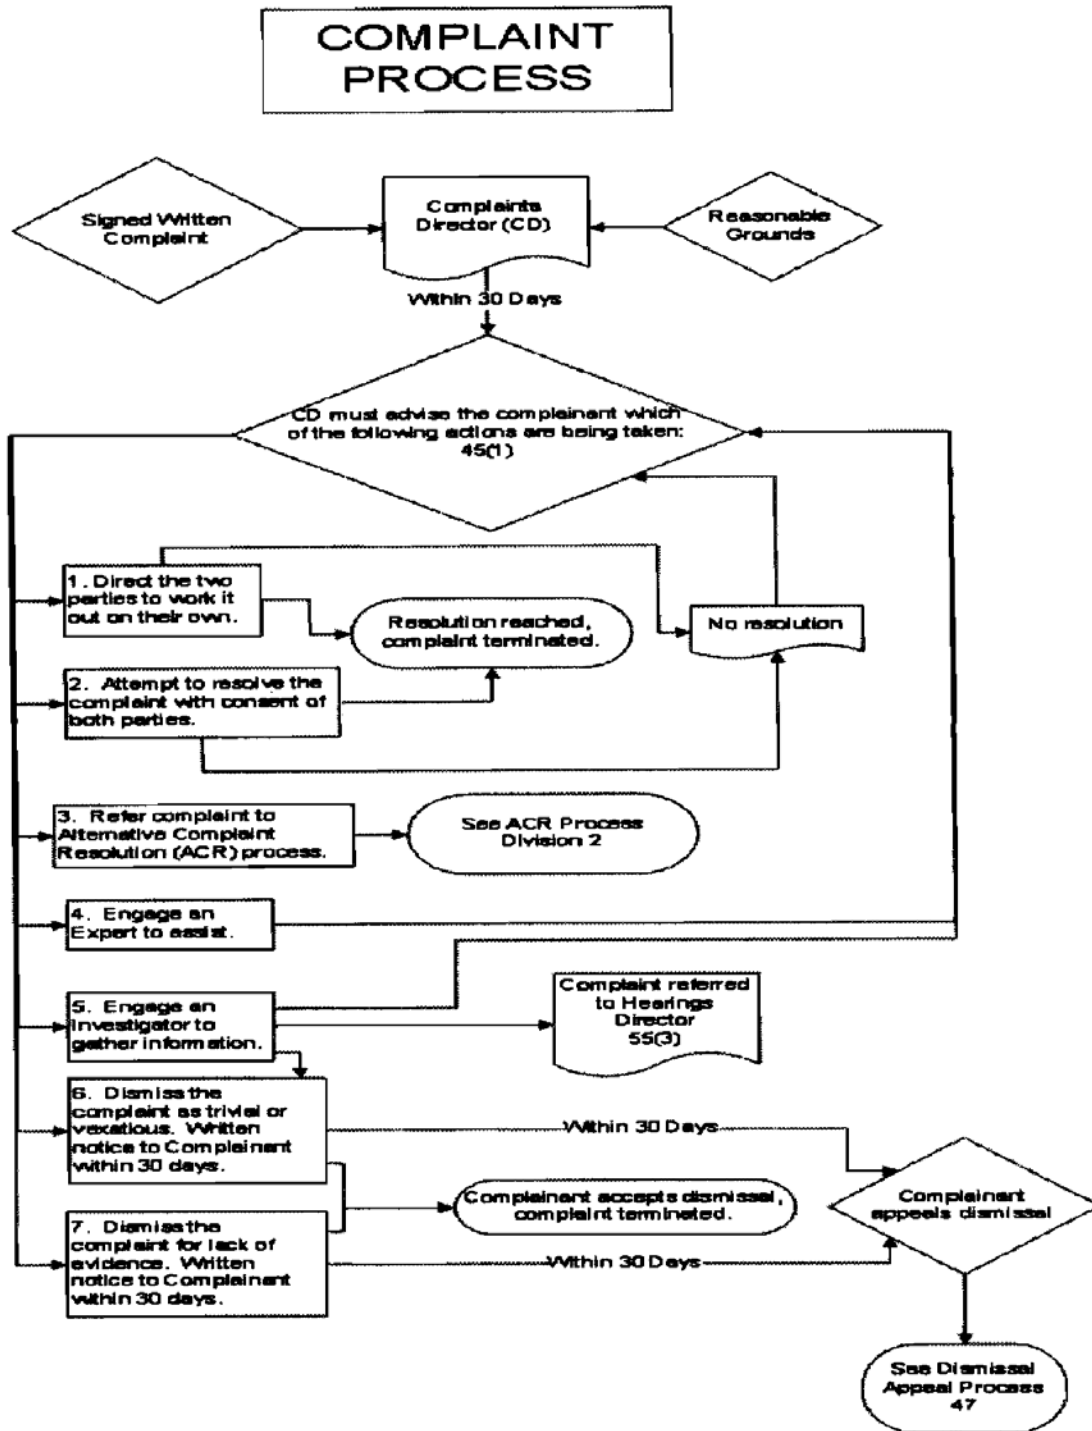 COMPLAINT
PROCESS
Signed Written
Complaint
Complaints
Director (CD)
Reasonable
Grounds
Within 30 Days
CD must advise the complainant which
of the following actions are being taken:
45(1)
1. Direct the two
parties to work it
out on their own.
Resolution reached,
complaint terminated.
No resolution
2. Attempt to resolve the
complaint with consent of
both parties.
3. Refer complaint to
Alternative Complaint
Resolution (ACR) process.
See ACR Process
Division 2
4. Engage an
Expert to assist.
5. Engage an
Investigator to
gather information.
Complaint referred
to Hearings
Director
55(3)
6. Dismiss the
complaint as trivial or
vexatious. Written
notice to Complainant
within 30 days.
Within 30 Days
Complainant accepts dismissal,
complaint terminated.
Complainant
appeals dismissal
7. Dismiss the
complaint for lack of
evidence. Written
notice to Complainant
within 30 days.
Within 30 Days
See Dismissal
Appeal Process
47